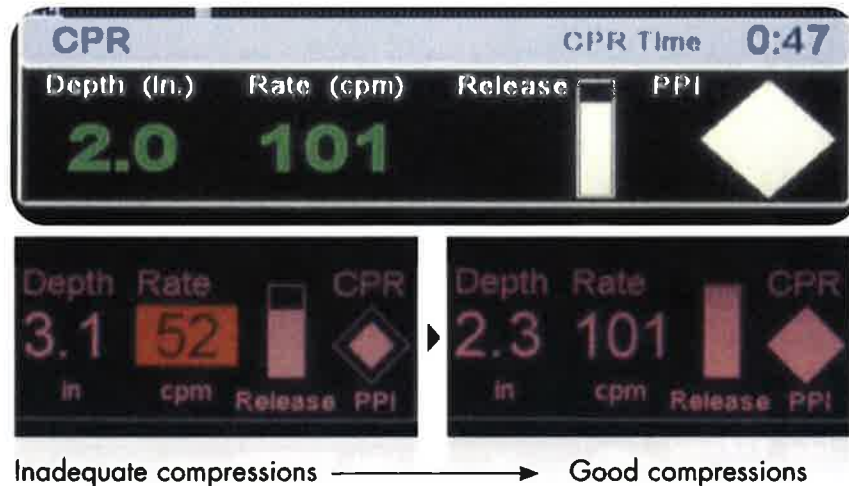 CPR CPR Time 0:47
Depth (in.) Rate (cpm) Release PPI
2.0 101
Depth Rate CPR
3.1 52
in cpm Release PPI
Depth Rate CPR
2.3 101
in cpm Release PPI
Inadequate compressions Good compressions